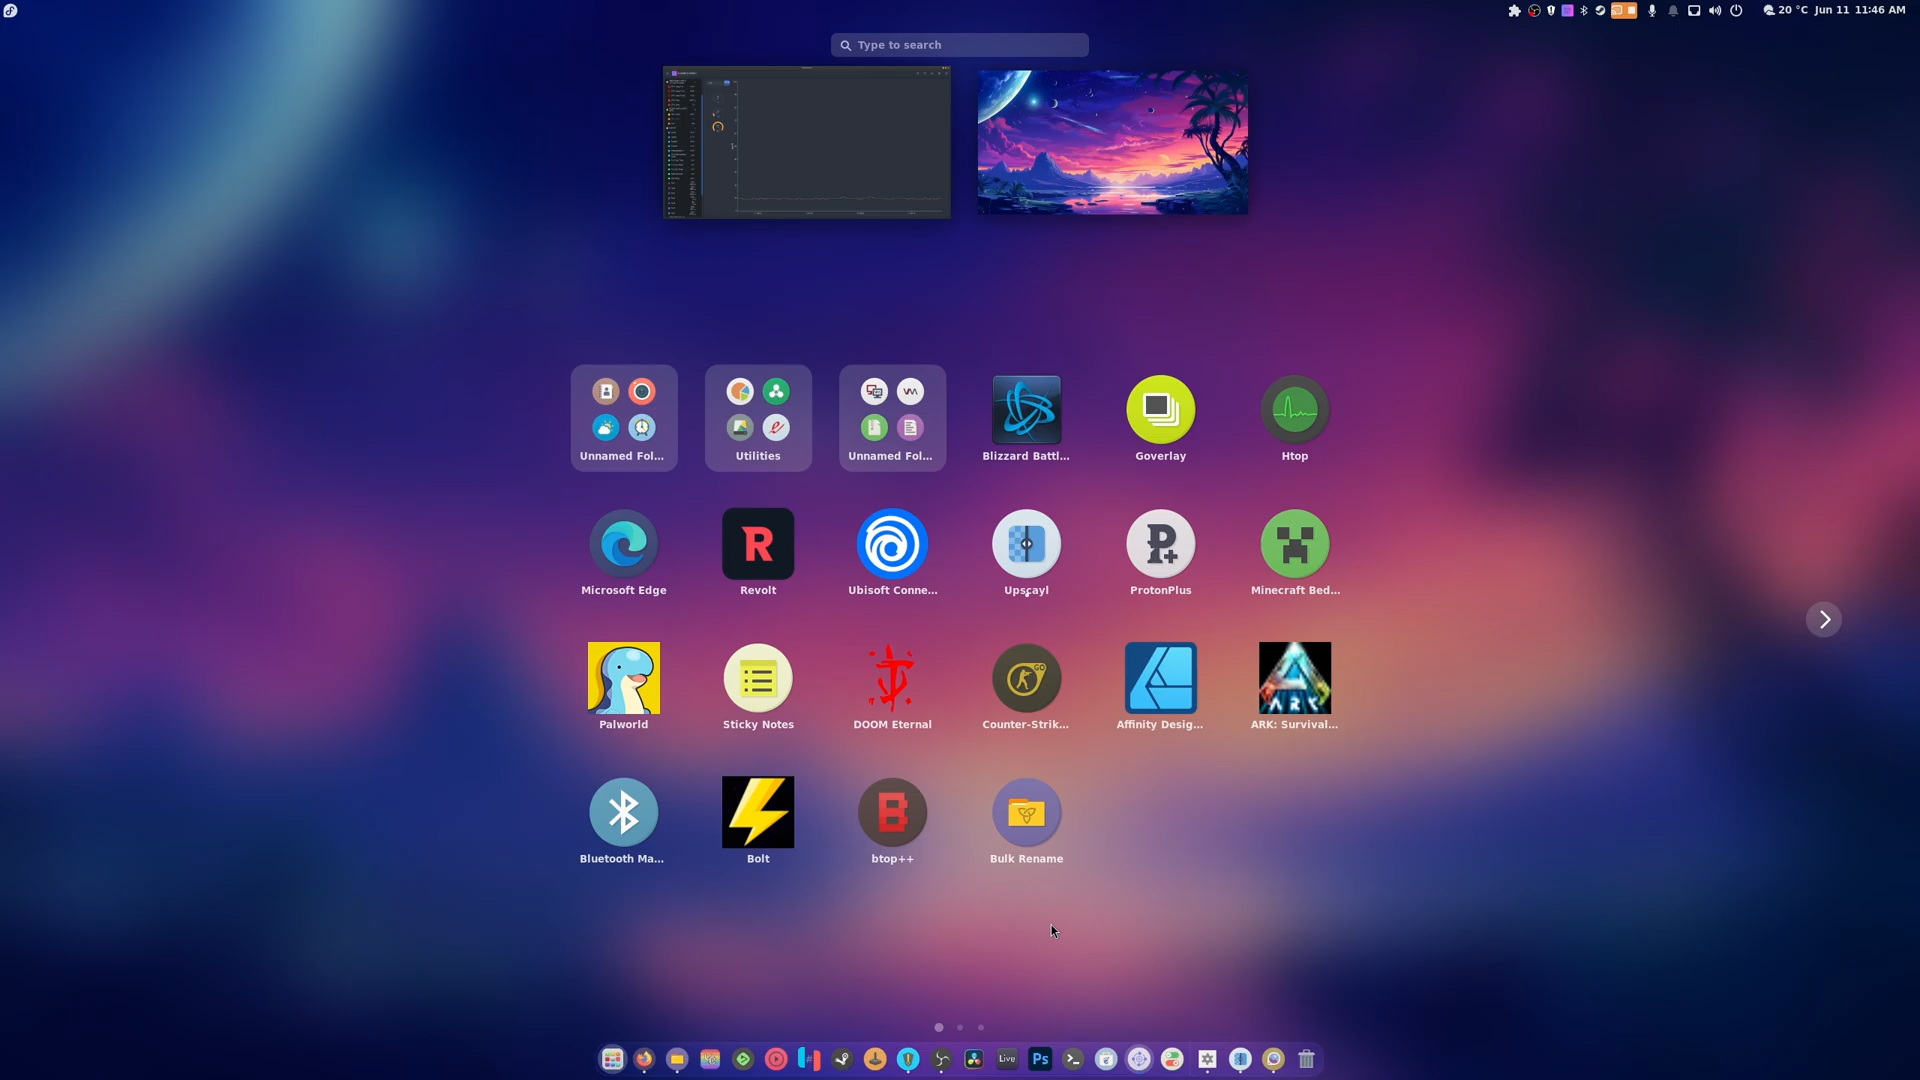 20 °C Jun 11 11:46 AM
Type to search
Unnamed Fol...
Utilities
Unnamed Fol...
Blizzard Battl...
Goverlay
Htop
Microsoft Edge
Revolt
Ubisoft Conne...
Upscayl
ProtonPlus
Minecraft Bed...
Palworld
Sticky Notes
DOOM Eternal
Counter-Strik...
Affinity Desig...
ARK: Survival...
Bluetooth Ma...
Bolt
btop++
Bulk Rename
Live
Ps